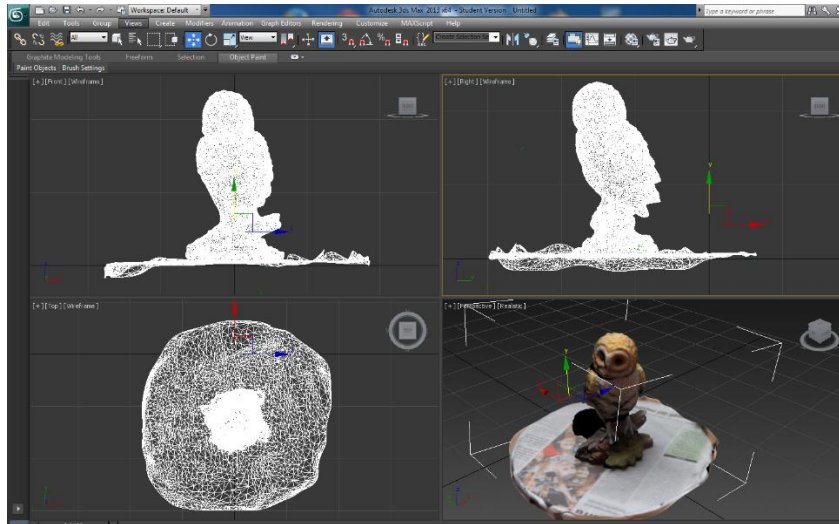 Workspace: Default
Autodesk 3ds Max 2013 x64 - Student Version - Untitled
Type a keyword or phrase
Edit Tools Group Views Create Modifiers Animation Graph Editors Rendering Customize MAXScript Help
All
View
Create Selection Se
Graphite Modeling Tools Freeform Selection Object Paint
Paint Objects Brush Settings
[+] [Front] [Wireframe]
[+] [Right] [Wireframe]
[+] [Top] [Wireframe]
[+] [Perspective] [Realistic]